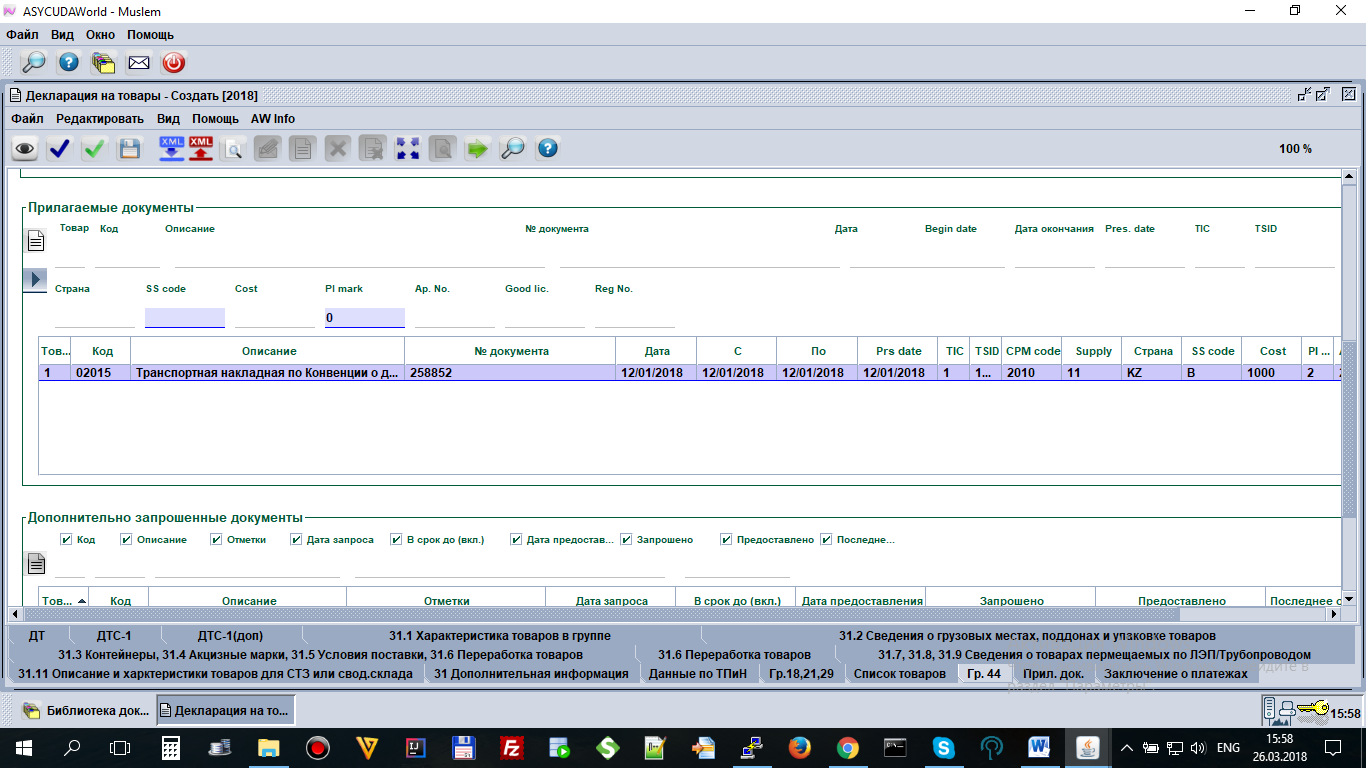 ASYCUDAWorld - Muslem
Файл Вид Окно Помощь
Декларация на товары - Создать [2018]
Файл Редактировать Вид Помощь AW Info
XML XML 100 %
Прилагаемые документы
Товар Код Описание № документа Дата Begin date Дата окончания Pres. date TIC TSID
Страна SS code Cost Pl mark Ap. No. Good lic. Reg No.
0
Тов... Код Описание № документа Дата С По Prs date TIC TSID CPM code Supply Страна SS code Cost Pl ...
1 02015 Транспортная накладная по Конвенции о д... 258852 12/01/2018 12/01/2018 12/01/2018 12/01/2018 1 1... 2010 11 KZ B 1000 2
Дополнительно запрошенные документы
Код Описание Отметки Дата запроса В срок до (вкл.) Дата предостав... Запрошено Предоставлено Последне...
Тов... Код Описание Отметки Дата запроса В срок до (вкл.) Дата предоставления Запрошено Предоставлено Последнее о
ДТ ДТС-1 ДТС-1(доп) 31.1 Характеристика товаров в группе 31.2 Сведения о грузовых местах, поддонах и упаковке товаров
31.3 Контейнеры, 31.4 Акцизные марки, 31.5 Условия поставки, 31.6 Переработка товаров 31.6 Переработка товаров 31.7, 31.8, 31.9 Сведения о товарах пермещаемых по ЛЭП/Трубопроводом
31.11 Описание и харктеристики товаров для СТЗ или свод.склада 31 Дополнительная информация Данные по ТПиН Гр.18,21,29 Список товаров Гр. 44 Прил. док. Заключение о платежах
Библиотека док... Декларация на то... 15:58
ENG 15:58
26.03.2018